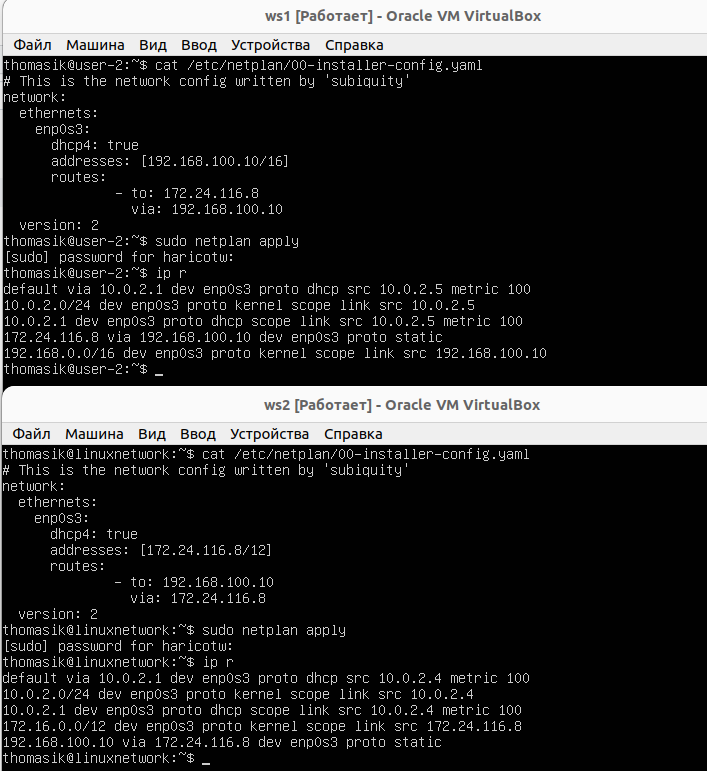 ws1 [Работает] - Oracle VM VirtualBox
Файл Машина Вид Ввод Устройства Справка
thomasik@user-2:~$ cat /etc/netplan/00-installer-config.yaml
# This is the network config written by 'subiquity'
network:
  ethernets:
    enp0s3:
      dhcp4: true
      addresses: [192.168.100.10/16]
      routes:
              - to: 172.24.116.8
                via: 192.168.100.10
  version: 2
thomasik@user-2:~$ sudo netplan apply
[sudo] password for haricotw:
thomasik@user-2:~$ ip r
default via 10.0.2.1 dev enp0s3 proto dhcp src 10.0.2.5 metric 100
10.0.2.0/24 dev enp0s3 proto kernel scope link src 10.0.2.5
10.0.2.1 dev enp0s3 proto dhcp scope link src 10.0.2.5 metric 100
172.24.116.8 via 192.168.100.10 dev enp0s3 proto static
192.168.0.0/16 dev enp0s3 proto kernel scope link src 192.168.100.10
thomasik@user-2:~$ _
ws2 [Работает] - Oracle VM VirtualBox
Файл Машина Вид Ввод Устройства Справка
thomasik@linuxnetwork:~$ cat /etc/netplan/00-installer-config.yaml
# This is the network config written by 'subiquity'
network:
  ethernets:
    enp0s3:
      dhcp4: true
      addresses: [172.24.116.8/12]
      routes:
              - to: 192.168.100.10
                via: 172.24.116.8
  version: 2
thomasik@linuxnetwork:~$ sudo netplan apply
[sudo] password for haricotw:
thomasik@linuxnetwork:~$ ip r
default via 10.0.2.1 dev enp0s3 proto dhcp src 10.0.2.4 metric 100
10.0.2.0/24 dev enp0s3 proto kernel scope link src 10.0.2.4
10.0.2.1 dev enp0s3 proto dhcp scope link src 10.0.2.4 metric 100
172.16.0.0/12 dev enp0s3 proto kernel scope link src 172.24.116.8
192.168.100.10 via 172.24.116.8 dev enp0s3 proto static
thomasik@linuxnetwork:~$ _